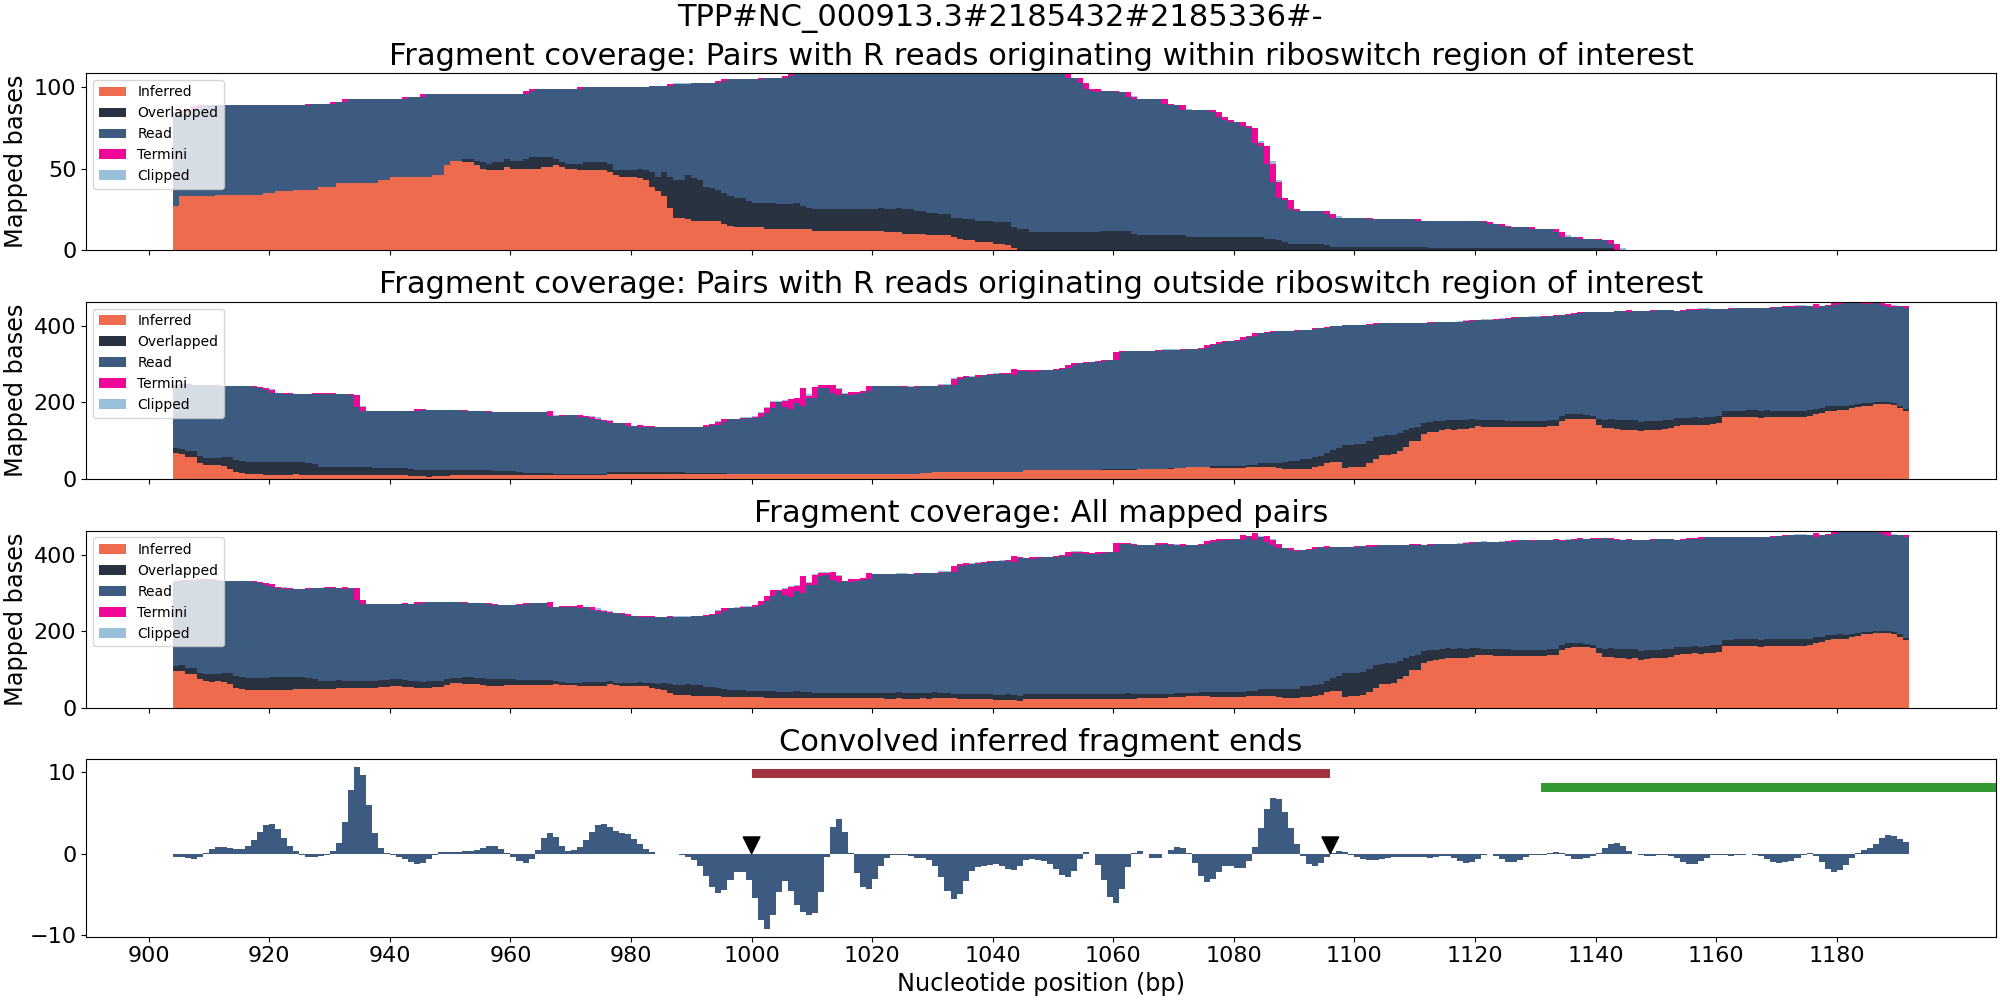 TPP#NC_000913.3#2185432#2185336#-
Fragment coverage: Pairs with R reads originating within riboswitch region of interest
Mapped bases
100
50
0
Inferred
Overlapped
Read
Termini
Clipped
Fragment coverage: Pairs with R reads originating outside riboswitch region of interest
Mapped bases
400
200
0
Inferred
Overlapped
Read
Termini
Clipped
Fragment coverage: All mapped pairs
Mapped bases
400
200
0
Inferred
Overlapped
Read
Termini
Clipped
Convolved inferred fragment ends
10
0
−10
900 920 940 960 980 1000 1020 1040 1060 1080 1100 1120 1140 1160 1180
Nucleotide position (bp)